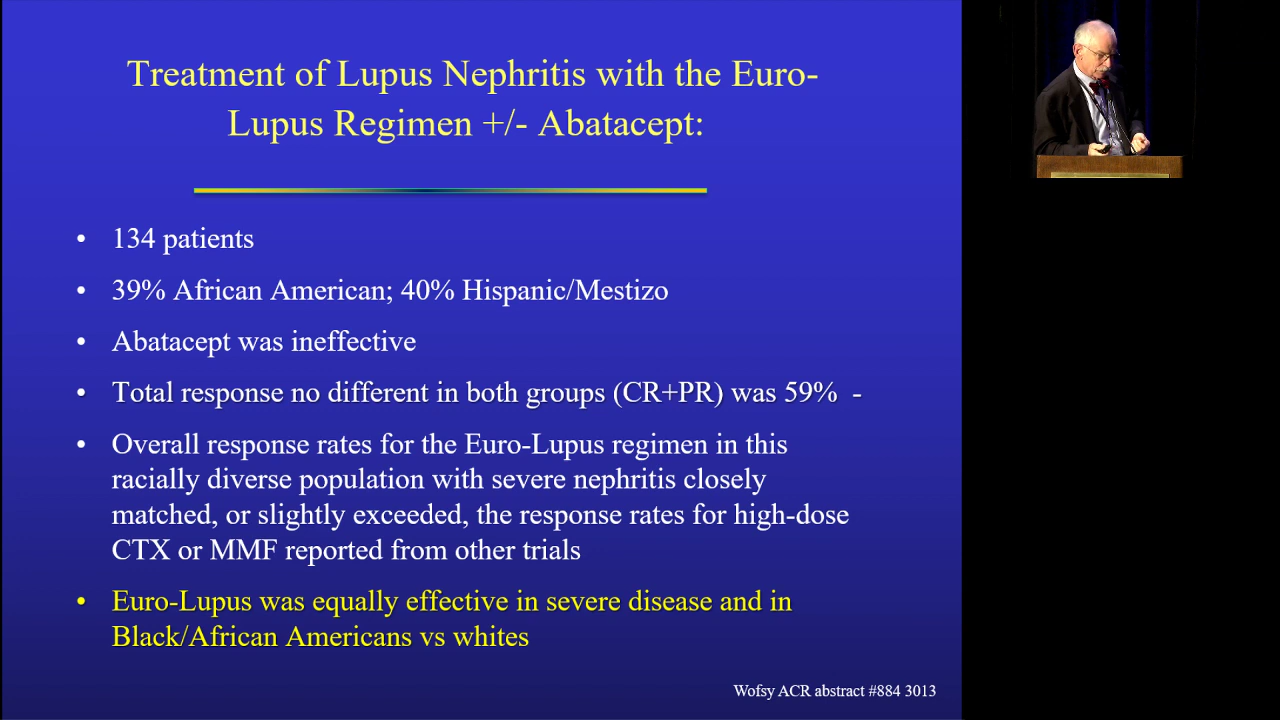 Treatment of Lupus Nephritis with the Euro-
Lupus Regimen +/- Abatacept:
• 134 patients
• 39% African American; 40% Hispanic/Mestizo
• Abatacept was ineffective
• Total response no different in both groups (CR+PR) was 59%  -
• Overall response rates for the Euro-Lupus regimen in this
racially diverse population with severe nephritis closely
matched, or slightly exceeded, the response rates for high-dose
CTX or MMF reported from other trials
• Euro-Lupus was equally effective in severe disease and in
Black/African Americans vs whites
Wofsy ACR abstract #884 3013